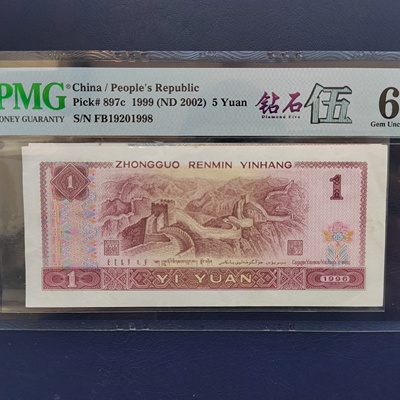 PMG
MONEY GUARANTY
China / People's Republic
Pick# 897c 1999 (ND 2002) 5 Yuan
S/N FB19201998
钻石 伍
Diamond Five
6
Gem Unc
ZHONGGUO RENMIN YINHANG
1
1
1
YI YUAN
1996